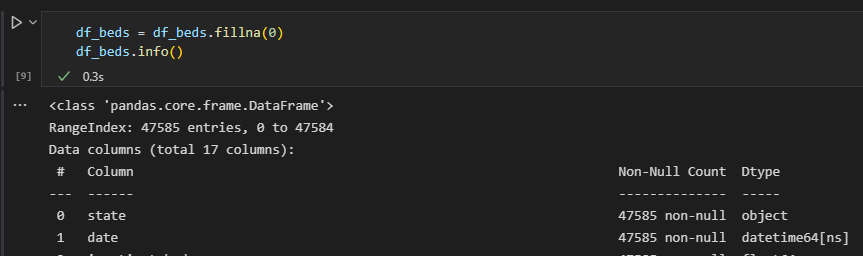 df_beds = df_beds.fillna(0)
df_beds.info()
[9] 0.3s
... <class 'pandas.core.frame.DataFrame'>
RangeIndex: 47585 entries, 0 to 47584
Data columns (total 17 columns):
# Column Non-Null Count Dtype
--- ------ -------------- -----
0 state 47585 non-null object
1 date 47585 non-null datetime64[ns]